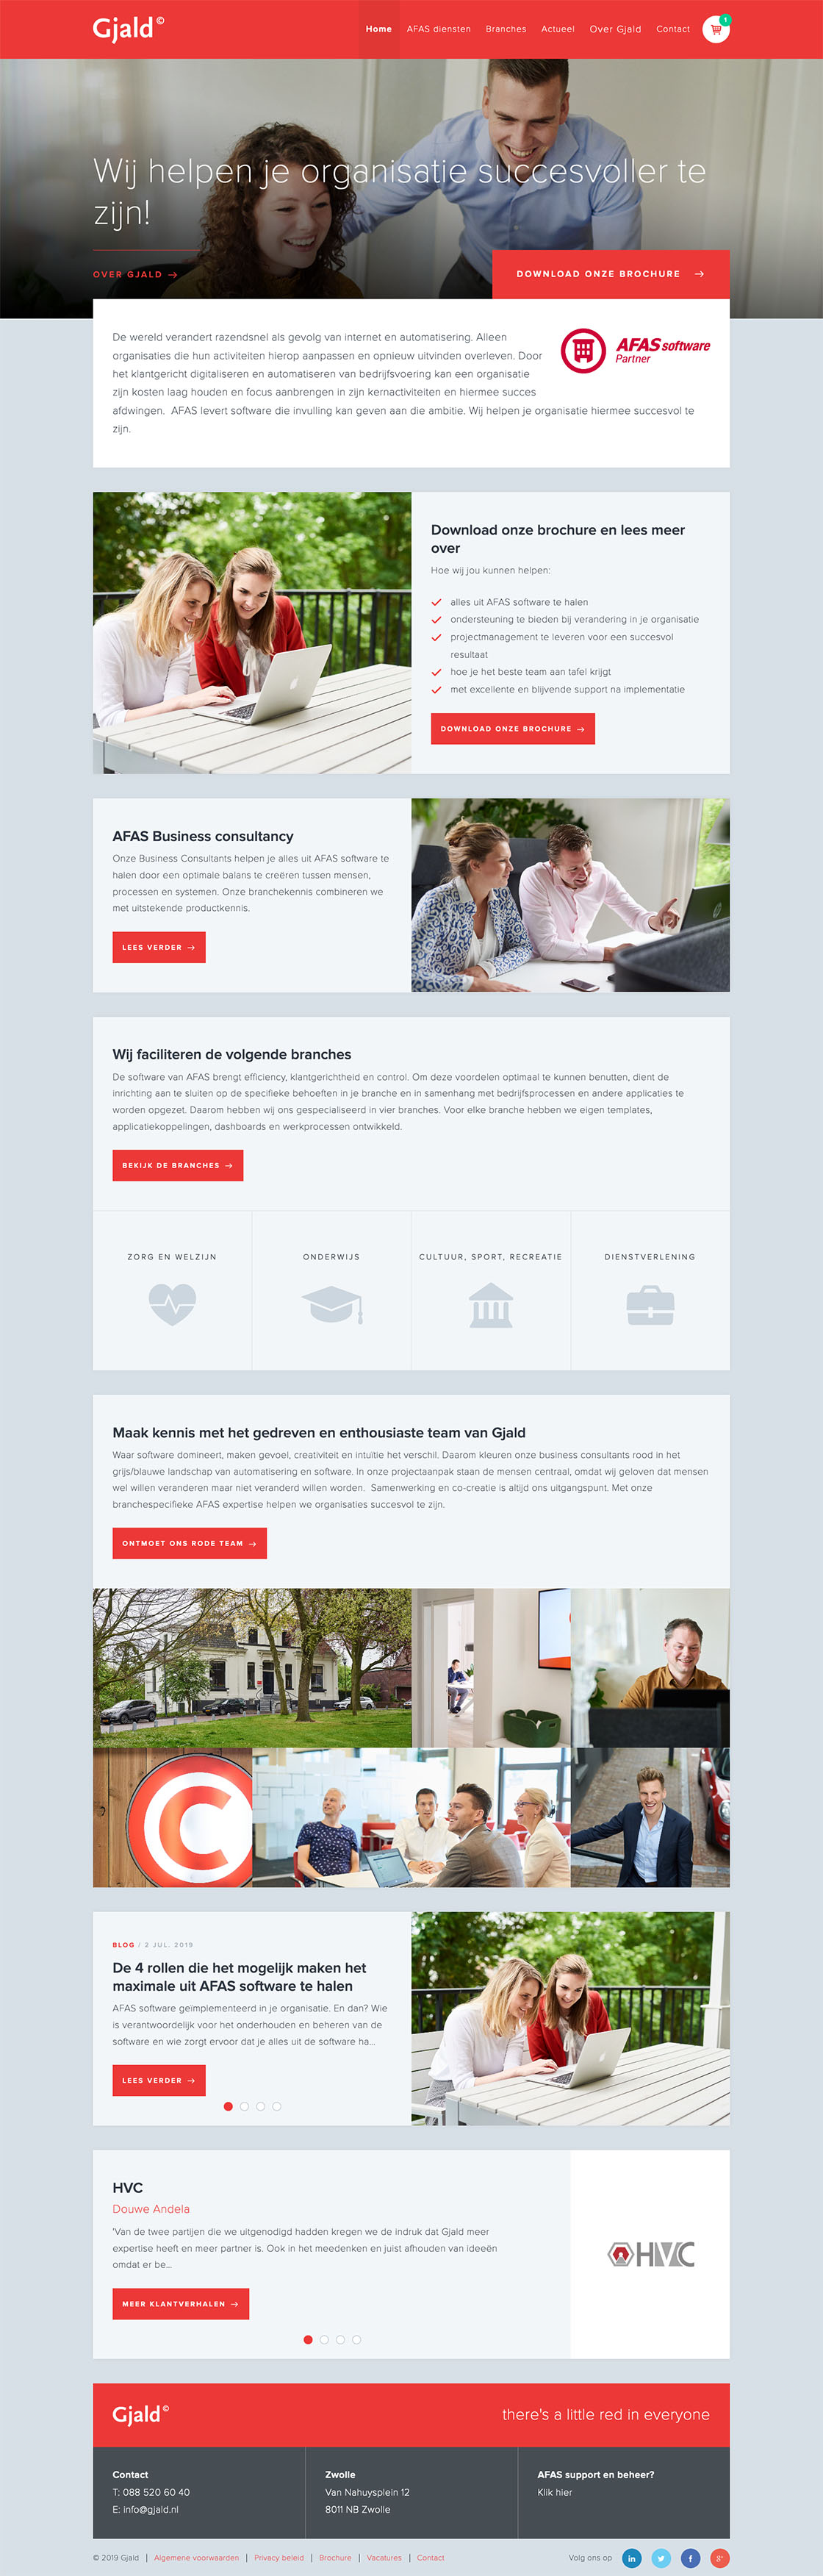 Gjald©
Home AFAS diensten Branches Actueel Over Gjald Contact 1
Wij helpen je organisatie succesvoller te
zijn!
OVER GJALD →
DOWNLOAD ONZE BROCHURE →
De wereld verandert razendsnel als gevolg van internet en automatisering. Alleen
organisaties die hun activiteiten hierop aanpassen en opnieuw uitvinden overleven. Door
het klantgericht digitaliseren en automatiseren van bedrijfsvoering kan een organisatie
zijn kosten laag houden en focus aanbrengen in zijn kernactiviteiten en hiermee succes
afdwingen. AFAS levert software die invulling kan geven aan die ambitie. Wij helpen je organisatie hiermee succesvol te
zijn.
AFAS software
Partner
Download onze brochure en lees meer
over
Hoe wij jou kunnen helpen:
alles uit AFAS software te halen
ondersteuning te bieden bij verandering in je organisatie
projectmanagement te leveren voor een succesvol
resultaat
hoe je het beste team aan tafel krijgt
met excellente en blijvende support na implementatie
DOWNLOAD ONZE BROCHURE →
AFAS Business consultancy
Onze Business Consultants helpen je alles uit AFAS software te
halen door een optimale balans te creëren tussen mensen,
processen en systemen. Onze branchekennis combineren we
met uitstekende productkennis.
LEES VERDER →
Wij faciliteren de volgende branches
De software van AFAS brengt efficiency, klantgerichtheid en control. Om deze voordelen optimaal te kunnen benutten, dient de
inrichting aan te sluiten op de specifieke behoeften in je branche en in samenhang met bedrijfsprocessen en andere applicaties te
worden opgezet. Daarom hebben wij ons gespecialiseerd in vier branches. Voor elke branche hebben we eigen templates,
applicatiekoppelingen, dashboards en werkprocessen ontwikkeld.
BEKIJK DE BRANCHES →
ZORG EN WELZIJN
ONDERWIJS
CULTUUR, SPORT, RECREATIE
DIENSTVERLENING
Maak kennis met het gedreven en enthousiaste team van Gjald
Waar software domineert, maken gevoel, creativiteit en intuïtie het verschil. Daarom kleuren onze business consultants rood in het
grijs/blauwe landschap van automatisering en software. In onze projectaanpak staan de mensen centraal, omdat wij geloven dat mensen
wel willen veranderen maar niet veranderd willen worden. Samenwerking en co-creatie is altijd ons uitgangspunt. Met onze
branchespecifieke AFAS expertise helpen we organisaties succesvol te zijn.
ONTMOET ONS RODE TEAM →
C
BLOG / 2 JUL. 2019
De 4 rollen die het mogelijk maken het
maximale uit AFAS software te halen
AFAS software geïmplementeerd in je organisatie. En dan? Wie
is verantwoordelijk voor het onderhouden en beheren van de
software en wie zorgt ervoor dat je alles uit de software ha...
LEES VERDER →
HVC
Douwe Andela
'Van de twee partijen die we uitgenodigd hadden kregen we de indruk dat Gjald meer
expertise heeft en meer partner is. Ook in het meedenken en juist afhouden van ideeën
omdat er be...
MEER KLANTVERHALEN →
HVC
Gjald©
there's a little red in everyone
Contact
T: 088 520 60 40
E: info@gjald.nl
Zwolle
Van Nahuysplein 12
8011 NB Zwolle
AFAS support en beheer?
Klik hier
© 2019 Gjald | Algemene voorwaarden | Privacy beleid | Brochure | Vacatures | Contact
Volg ons op